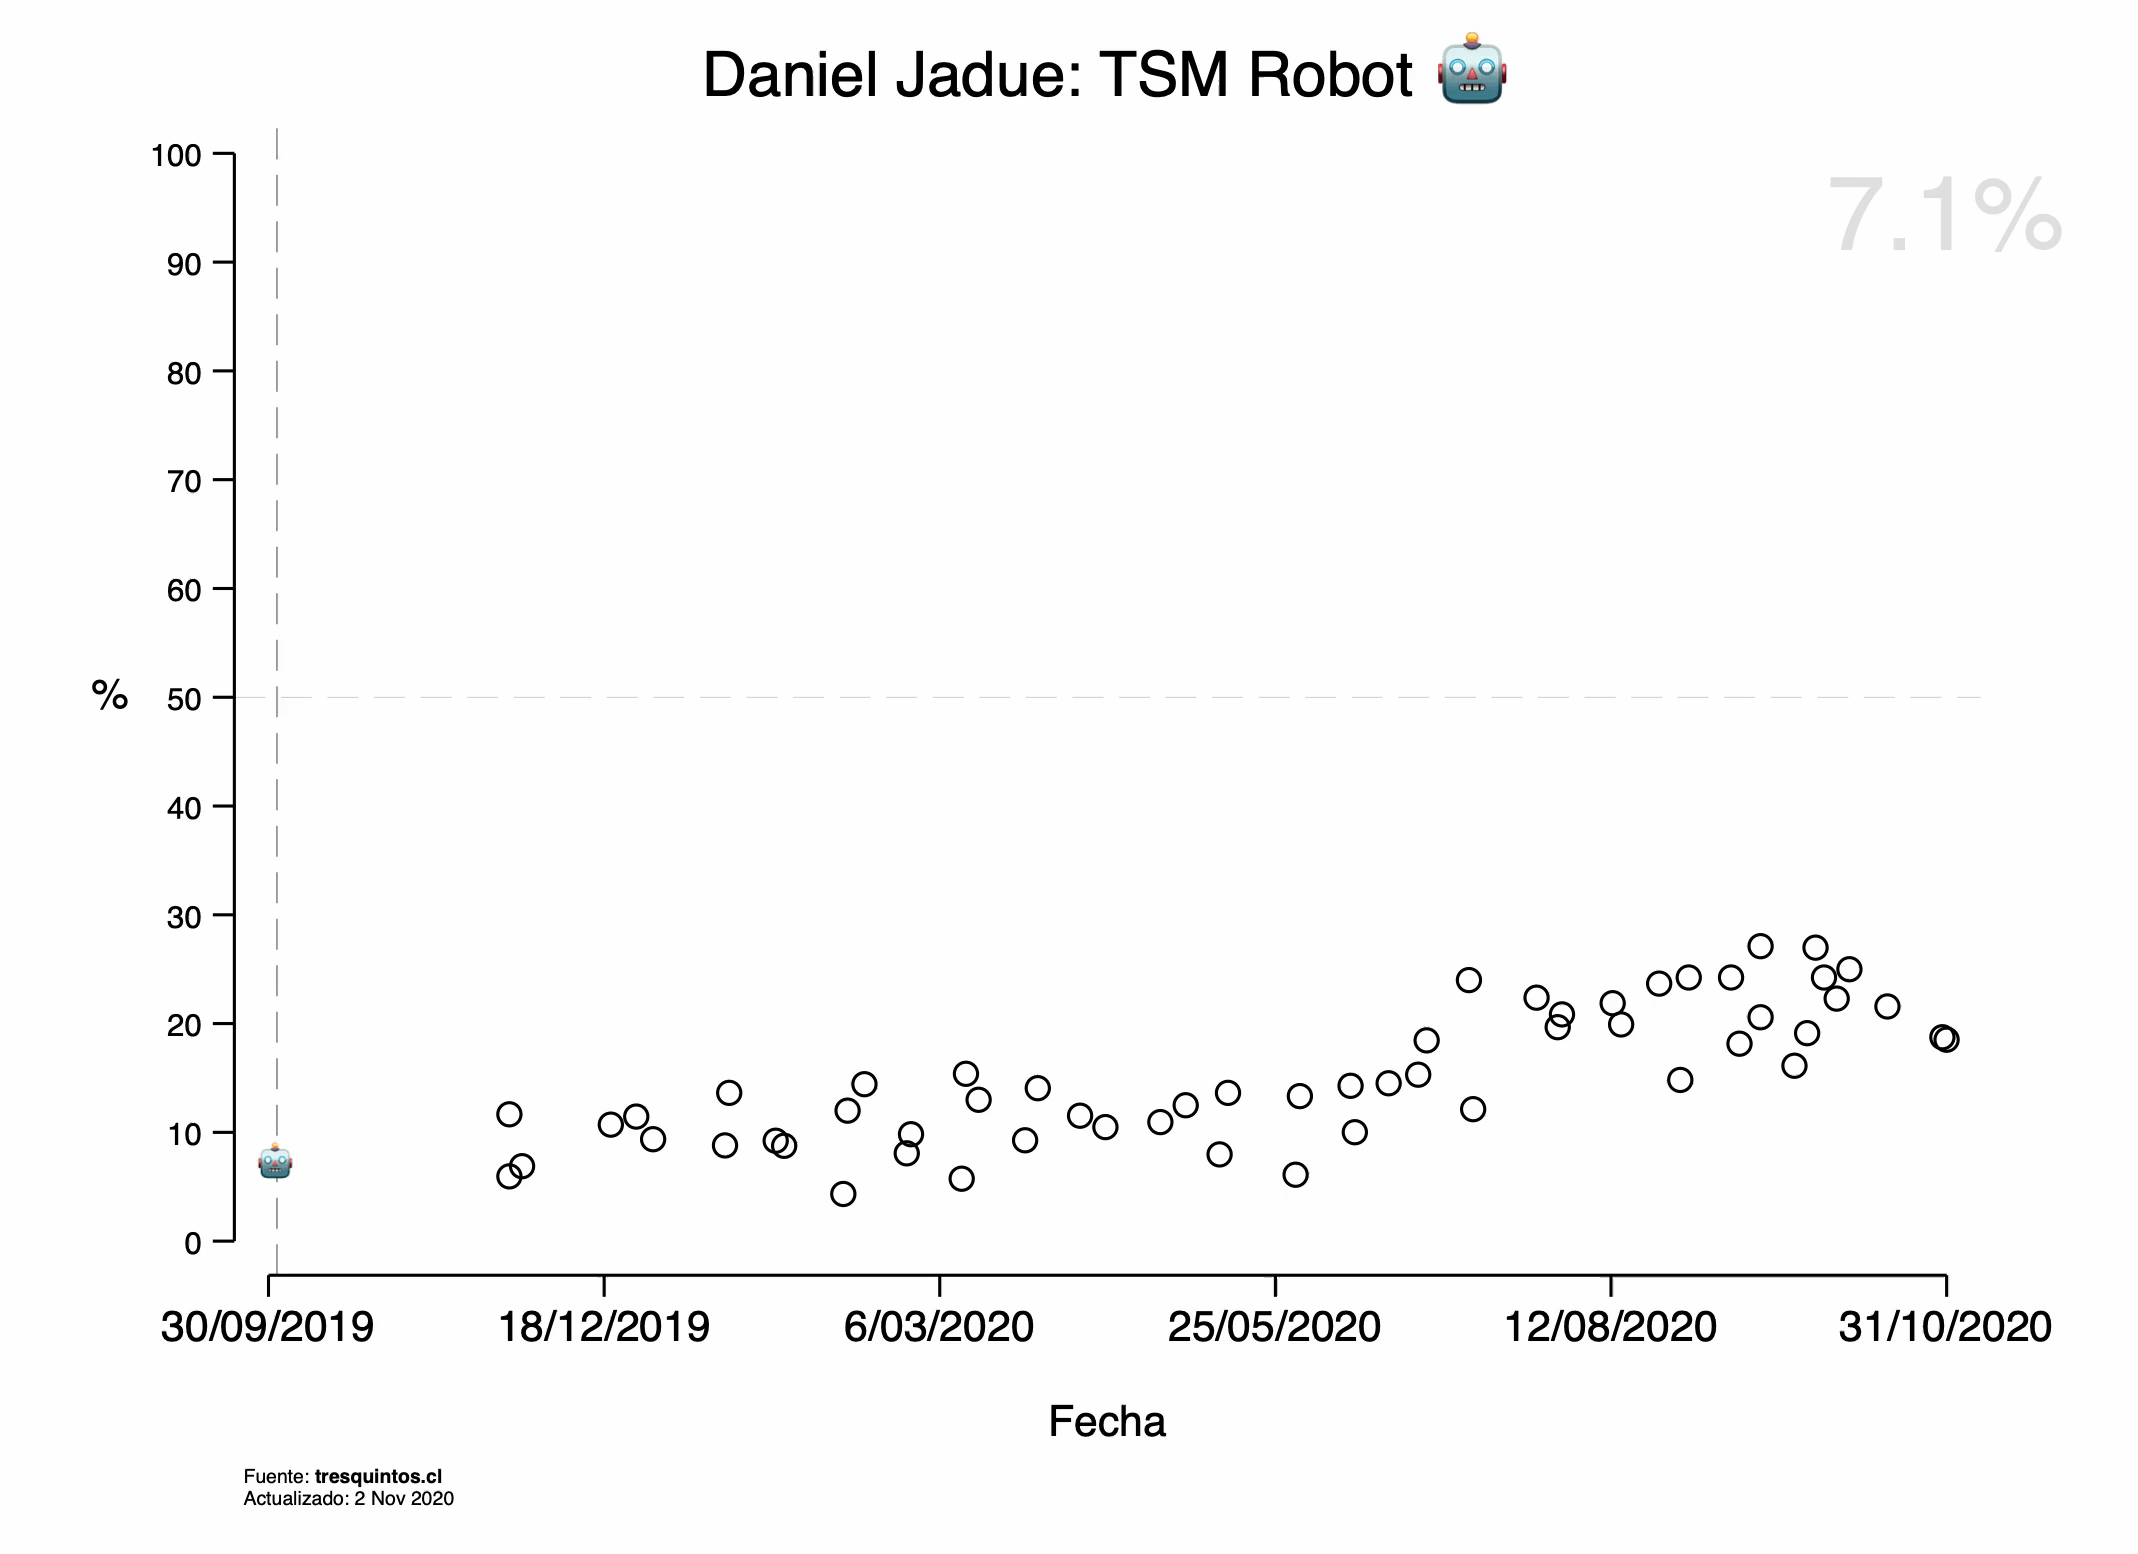 Daniel Jadue: TSM Robot 🤖
7.1%
100
90
80
70
60
50
40
30
20
10
0
%
30/09/2019 18/12/2019 6/03/2020 25/05/2020 12/08/2020 31/10/2020
Fecha
Fuente: tresquintos.cl
Actualizado: 2 Nov 2020